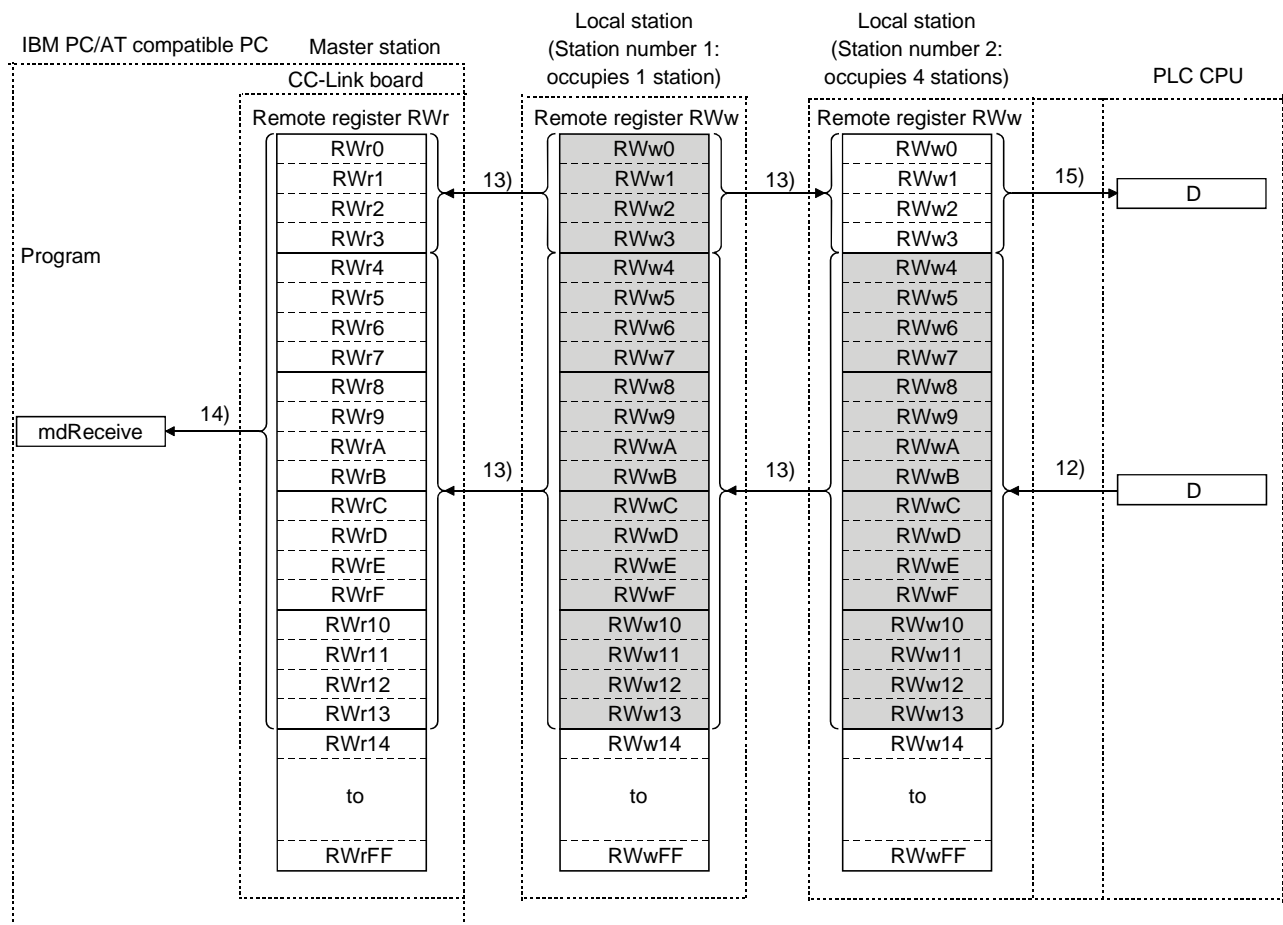 IBM PC/AT compatible PC
Master station
Local station
(Station number 1:
occupies 1 station)
Local station
(Station number 2:
occupies 4 stations)
PLC CPU
CC-Link board
Program
mdReceive
14)
Remote register RWr
RWr0
RWr1
RWr2
RWr3
RWr4
RWr5
RWr6
RWr7
RWr8
RWr9
RWrA
RWrB
RWrC
RWrD
RWrE
RWrF
RWr10
RWr11
RWr12
RWr13
RWr14
to
RWrFF
13)
13)
Remote register RWw
RWw0
RWw1
RWw2
RWw3
RWw4
RWw5
RWw6
RWw7
RWw8
RWw9
RWwA
RWwB
RWwC
RWwD
RWwE
RWwF
RWw10
RWw11
RWw12
RWw13
RWw14
to
RWwFF
13)
13)
Remote register RWw
RWw0
RWw1
RWw2
RWw3
RWw4
RWw5
RWw6
RWw7
RWw8
RWw9
RWwA
RWwB
RWwC
RWwD
RWwE
RWwF
RWw10
RWw11
RWw12
RWw13
RWw14
to
RWwFF
15)
D
12)
D